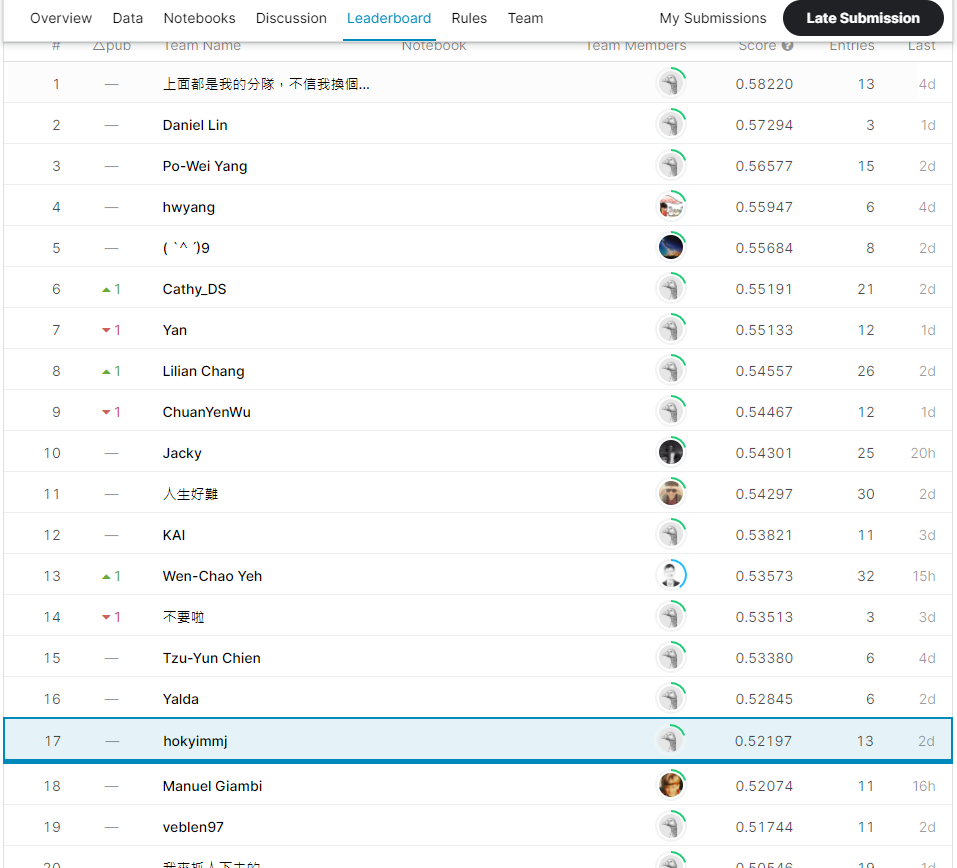 Overview Data Notebooks Discussion Leaderboard Rules Team My Submissions Late Submission
# △pub Team Name Notebook Team Members Score ? Entries Last
1 — 上面都是我的分隊，不信我換個... 0.58220 13 4d
2 — Daniel Lin 0.57294 3 1d
3 — Po-Wei Yang 0.56577 15 2d
4 — hwyang 0.55947 6 4d
5 — ( `^ ´)9 0.55684 8 2d
6 ▲1 Cathy_DS 0.55191 21 2d
7 ▼1 Yan 0.55133 12 1d
8 ▲1 Lilian Chang 0.54557 26 2d
9 ▼1 ChuanYenWu 0.54467 12 1d
10 — Jacky 0.54301 25 20h
11 — 人生好難 0.54297 30 2d
12 — KAI 0.53821 11 3d
13 ▲1 Wen-Chao Yeh 0.53573 32 15h
14 ▼1 不要啦 0.53513 3 3d
15 — Tzu-Yun Chien 0.53380 6 4d
16 — Yalda 0.52845 6 2d
17 — hokyimmj 0.52197 13 2d
18 — Manuel Giambi 0.52074 11 16h
19 — veblen97 0.51744 11 2d
20 0.50546 19 2d